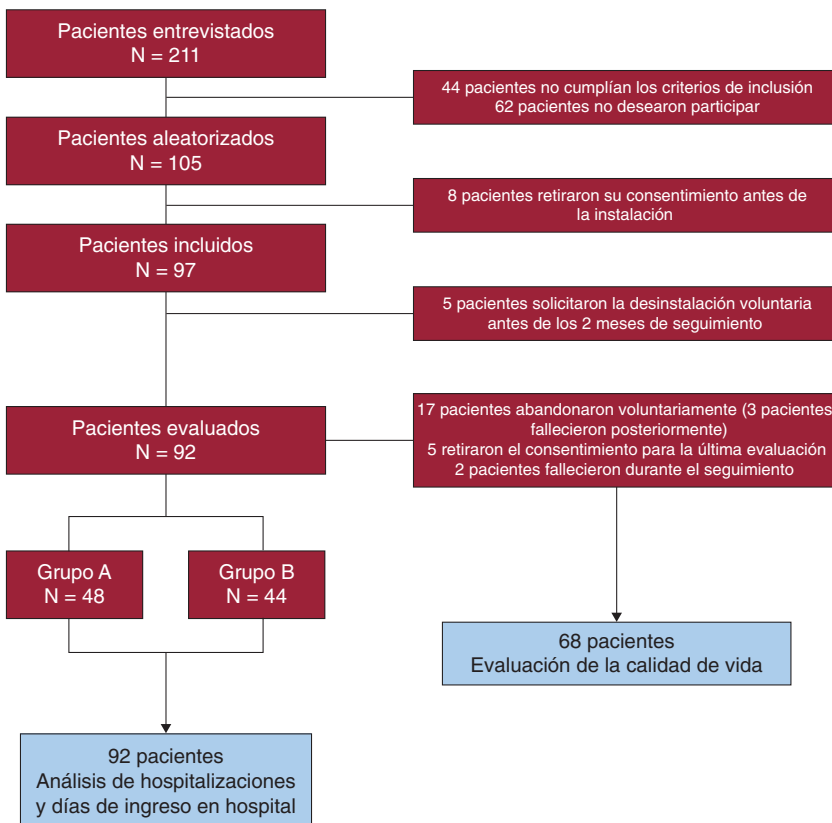 Pacientes entrevistados
N = 211
44 pacientes no cumplían los criterios de inclusión
62 pacientes no desearon participar
Pacientes aleatorizados
N = 105
8 pacientes retiraron su consentimiento antes de
la instalación
Pacientes incluidos
N = 97
5 pacientes solicitaron la desinstalación voluntaria
antes de los 2 meses de seguimiento
Pacientes evaluados
N = 92
17 pacientes abandonaron voluntariamente (3 pacientes
fallecieron posteriormente)
5 retiraron el consentimiento para la última evaluación
2 pacientes fallecieron durante el seguimiento
Grupo A
N = 48
Grupo B
N = 44
68 pacientes
Evaluación de la calidad de vida
92 pacientes
Análisis de hospitalizaciones
y días de ingreso en hospital